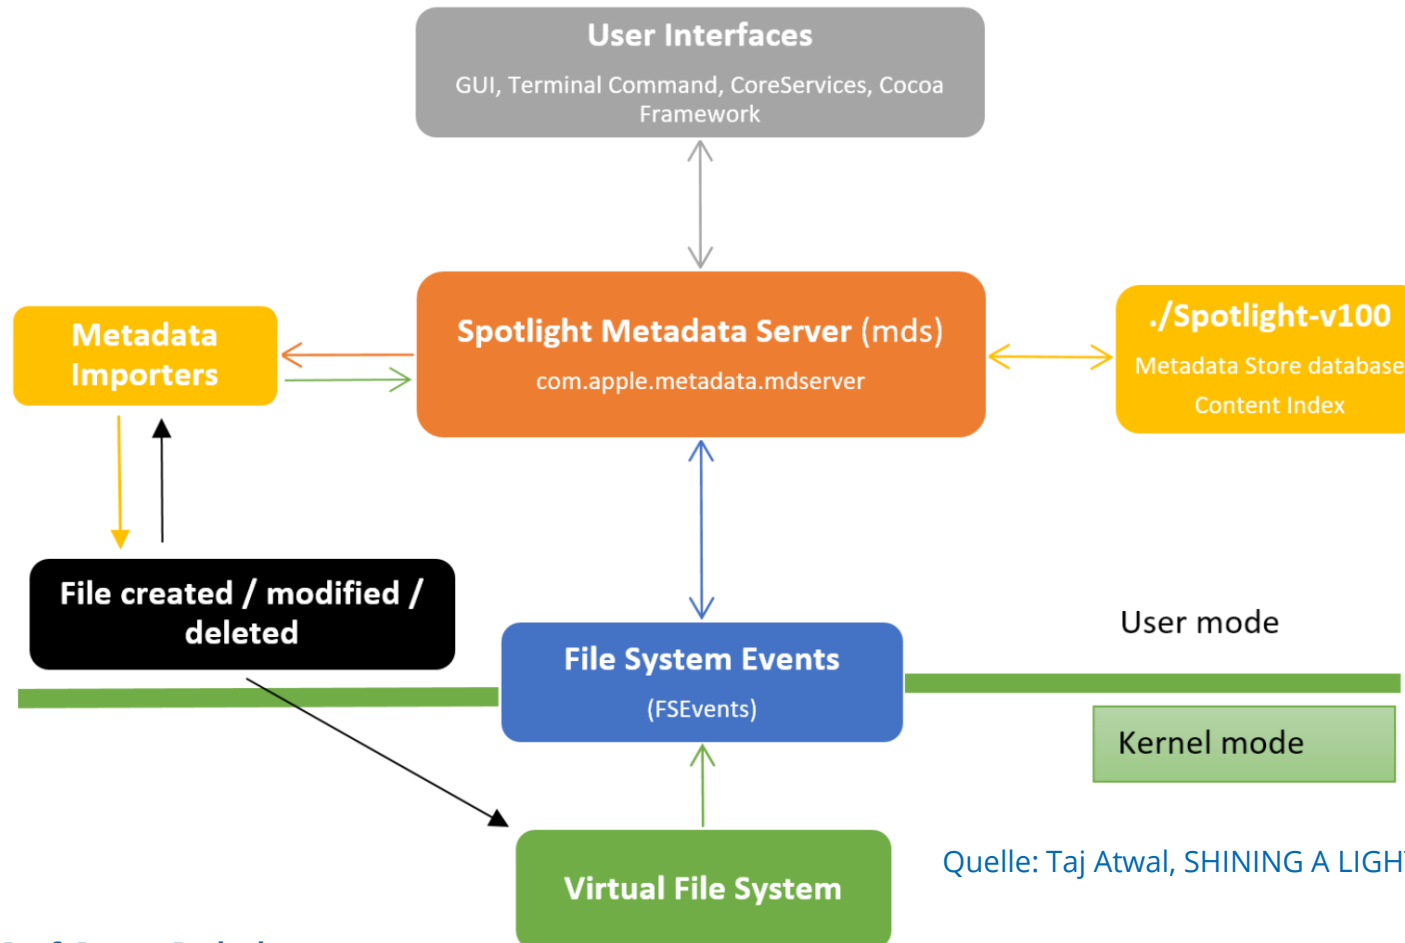 User Interfaces
GUI, Terminal Command, CoreServices, Cocoa
Framework
Metadata
Importers
Spotlight Metadata Server (mds)
com.apple.metadata.mdserver
./Spotlight-v100
Metadata Store database
Content Index
File created / modified /
deleted
File System Events
(FSEvents)
User mode
Kernel mode
Virtual File System
Quelle: Taj Atwal, SHINING A LIGHT